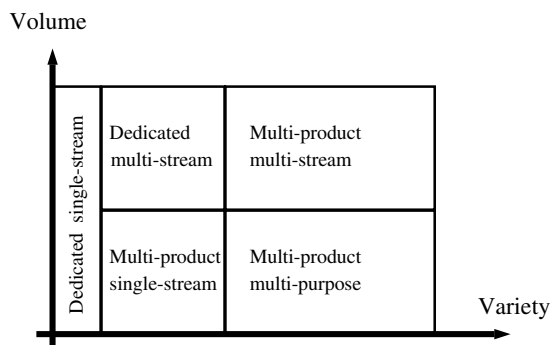 Volume
Dedicated single-stream
Dedicated
multi-stream
Multi-product
multi-stream
Multi-product
single-stream
Multi-product
multi-purpose
Variety